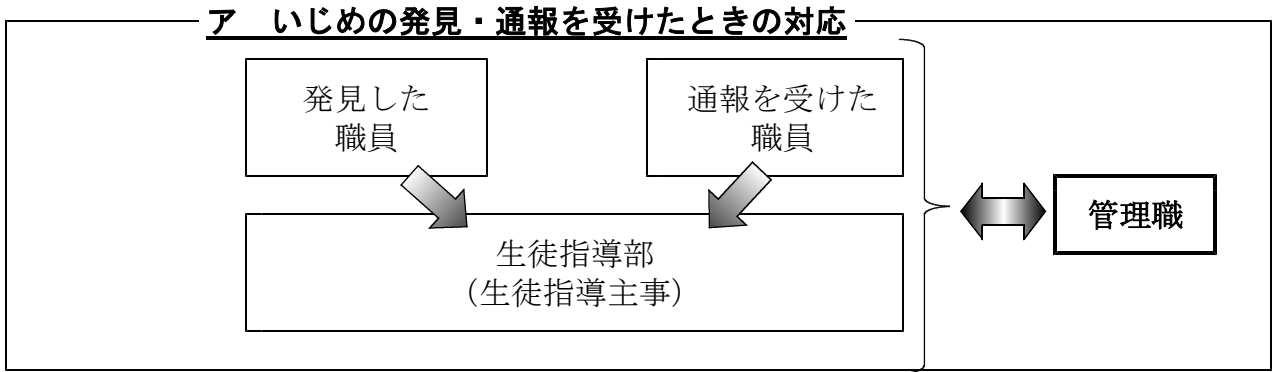 ア　いじめの発見・通報を受けたときの対応
発見した
職員
通報を受けた
職員
生徒指導部
（生徒指導主事）
管理職